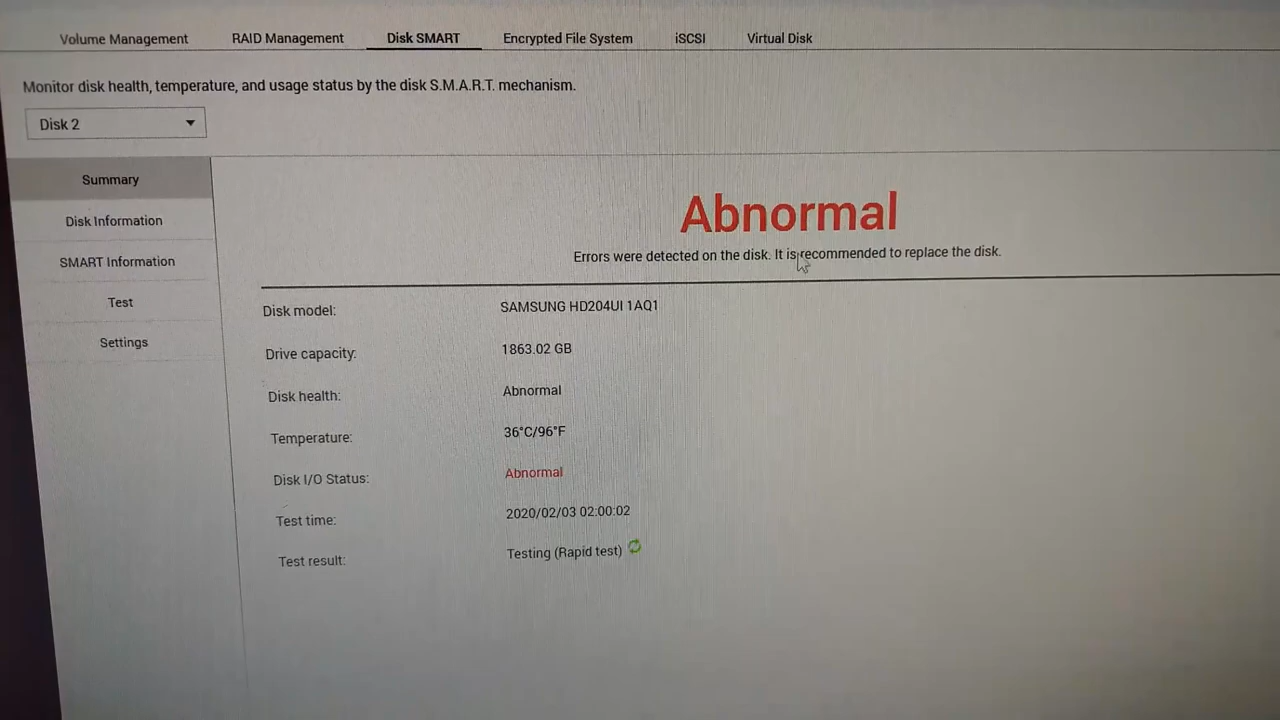 Volume Management RAID Management Disk SMART Encrypted File System iSCSI Virtual Disk
Monitor disk health, temperature, and usage status by the disk S.M.A.R.T. mechanism.
Disk 2
Summary
Disk Information
SMART Information
Test
Settings
Abnormal
Errors were detected on the disk. It is recommended to replace the disk.
Disk model: SAMSUNG HD204UI 1AQ1
Drive capacity: 1863.02 GB
Disk health: Abnormal
Temperature: 36°C/96°F
Disk I/O Status: Abnormal
Test time: 2020/02/03 02:00:02
Test result: Testing (Rapid test)